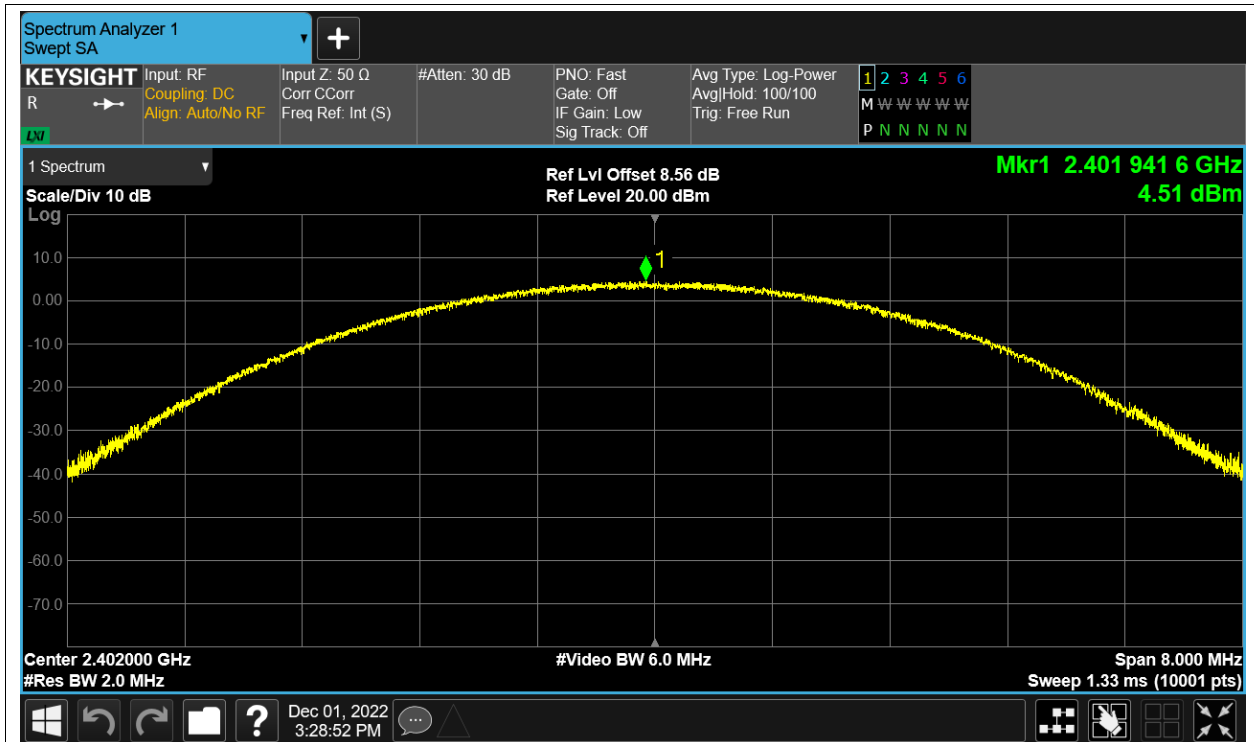 Spectrum Analyzer 1
Swept SA
+
KEYSIGHT
R
LXI
Input: RF
Coupling: DC
Align: Auto/No RF
Input Z: 50 Ω
Corr CCorr
Freq Ref: Int (S)
#Atten: 30 dB
PNO: Fast
Gate: Off
IF Gain: Low
Sig Track: Off
Avg Type: Log-Power
Avg|Hold: 100/100
Trig: Free Run
1 2 3 4 5 6
M W W W W W
P N N N N N
1 Spectrum
Scale/Div 10 dB
Log
Ref Lvl Offset 8.56 dB
Ref Level 20.00 dBm
Mkr1 2.401 941 6 GHz
4.51 dBm
1
10.0
0.00
-10.0
-20.0
-30.0
-40.0
-50.0
-60.0
-70.0
Center 2.402000 GHz
#Res BW 2.0 MHz
#Video BW 6.0 MHz
Span 8.000 MHz
Sweep 1.33 ms (10001 pts)
?
Dec 01, 2022
3:28:52 PM